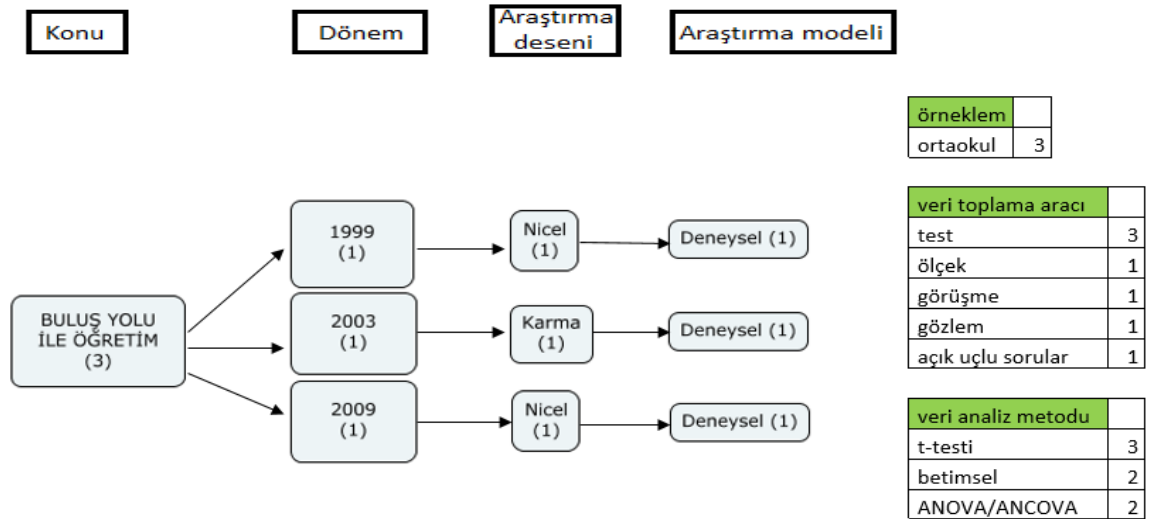 Konu
Dönem
Araştırma
deseni
Araştırma modeli
BULUŞ YOLU
İLE ÖĞRETİM
(3)
1999
(1)
Nicel
(1)
Deneysel (1)
2003
(1)
Karma
(1)
Deneysel (1)
2009
(1)
Nicel
(1)
Deneysel (1)
örneklem
ortaokul 3
veri toplama aracı
test 3
ölçek 1
görüşme 1
gözlem 1
açık uçlu sorular 1
veri analiz metodu
t-testi 3
betimsel 2
ANOVA/ANCOVA 2